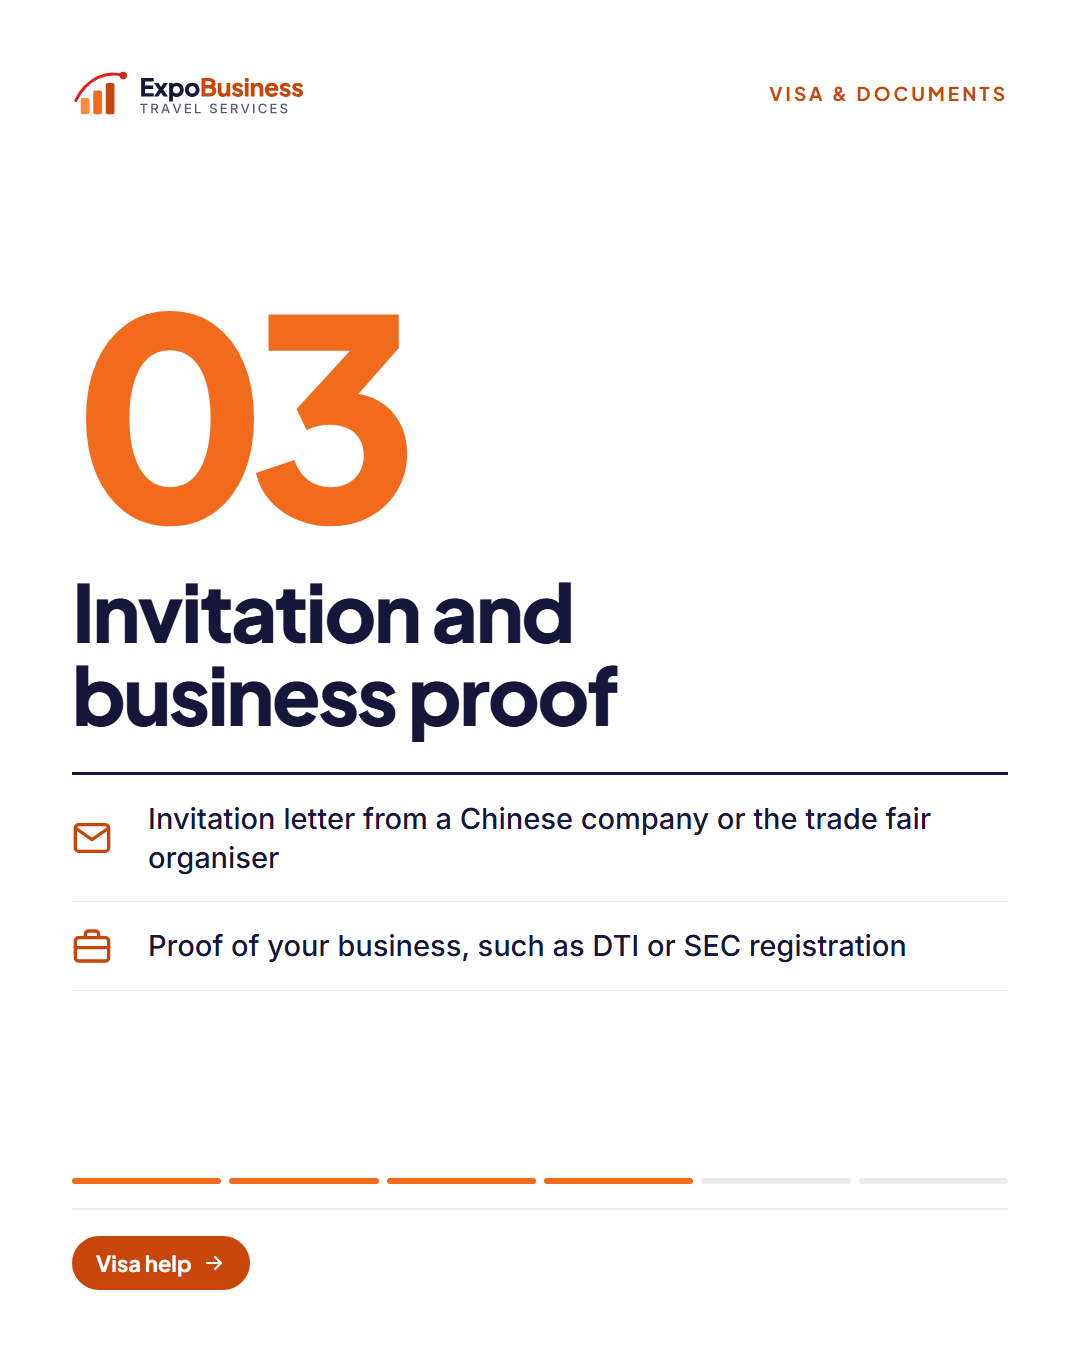 ExpoBusiness
TRAVEL SERVICES
VISA & DOCUMENTS
03
Invitation and
business proof
Invitation letter from a Chinese company or the trade fair
organiser
Proof of your business, such as DTI or SEC registration
Visa help →